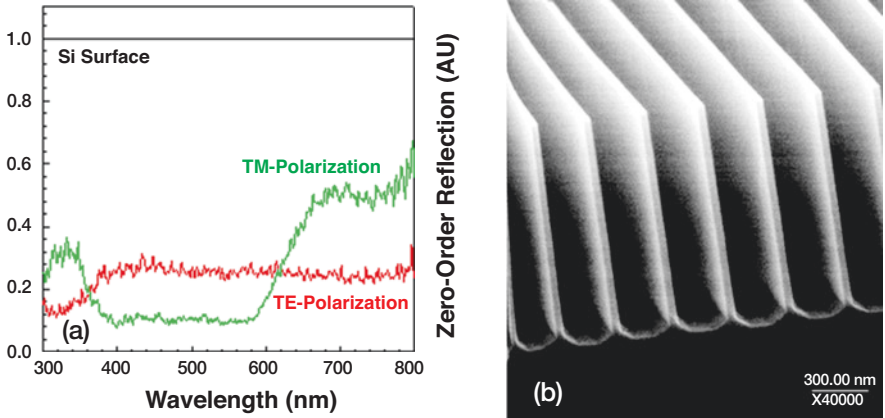 1.0
0.8
0.6
0.4
0.2
0.0
300
400
500
600
700
800
Si Surface
TM-Polarization
TE-Polarization
(a)
Wavelength (nm)
Zero-Order Reflection (AU)
(b)
300.00 nm
X40000